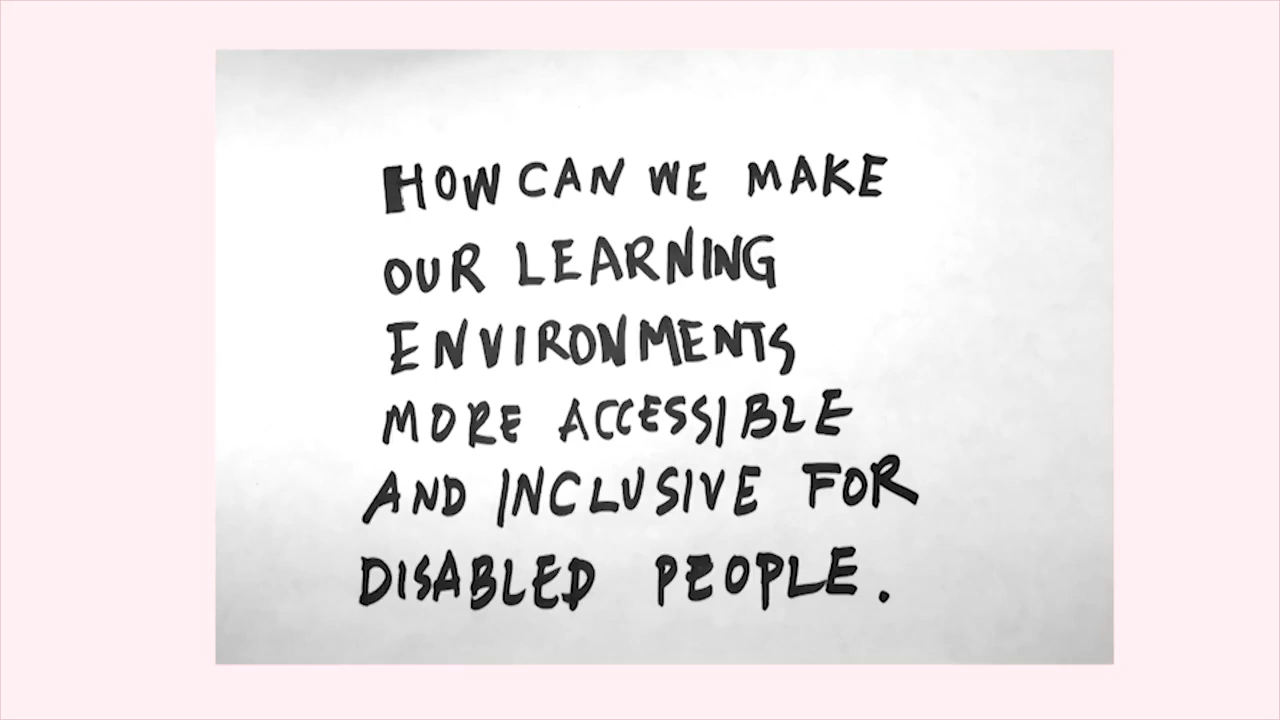 HOW CAN WE MAKE
OUR LEARNING
ENVIRONMENTS
MORE ACCESSIBLE
AND INCLUSIVE FOR
DISABLED PEOPLE.